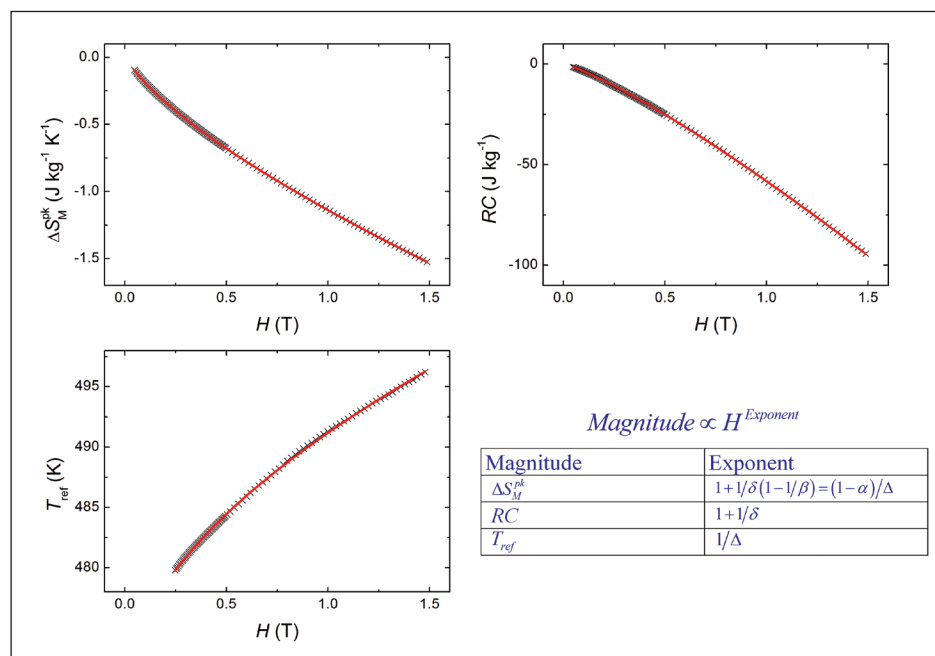 0.0
-0.5
-1.0
-1.5
ΔS_M^pk (J kg⁻¹ K⁻¹)
0.0 0.5 1.0 1.5
H (T)
0
-50
-100
RC (J kg⁻¹)
0.0 0.5 1.0 1.5
H (T)
495
490
485
480
T_ref (K)
0.0 0.5 1.0 1.5
H (T)
Magnitude ∝ H^Exponent
Magnitude Exponent
ΔS_M^pk 1+1/δ(1−1/β)=(1−α)/Δ
RC 1+1/δ
T_ref 1/Δ